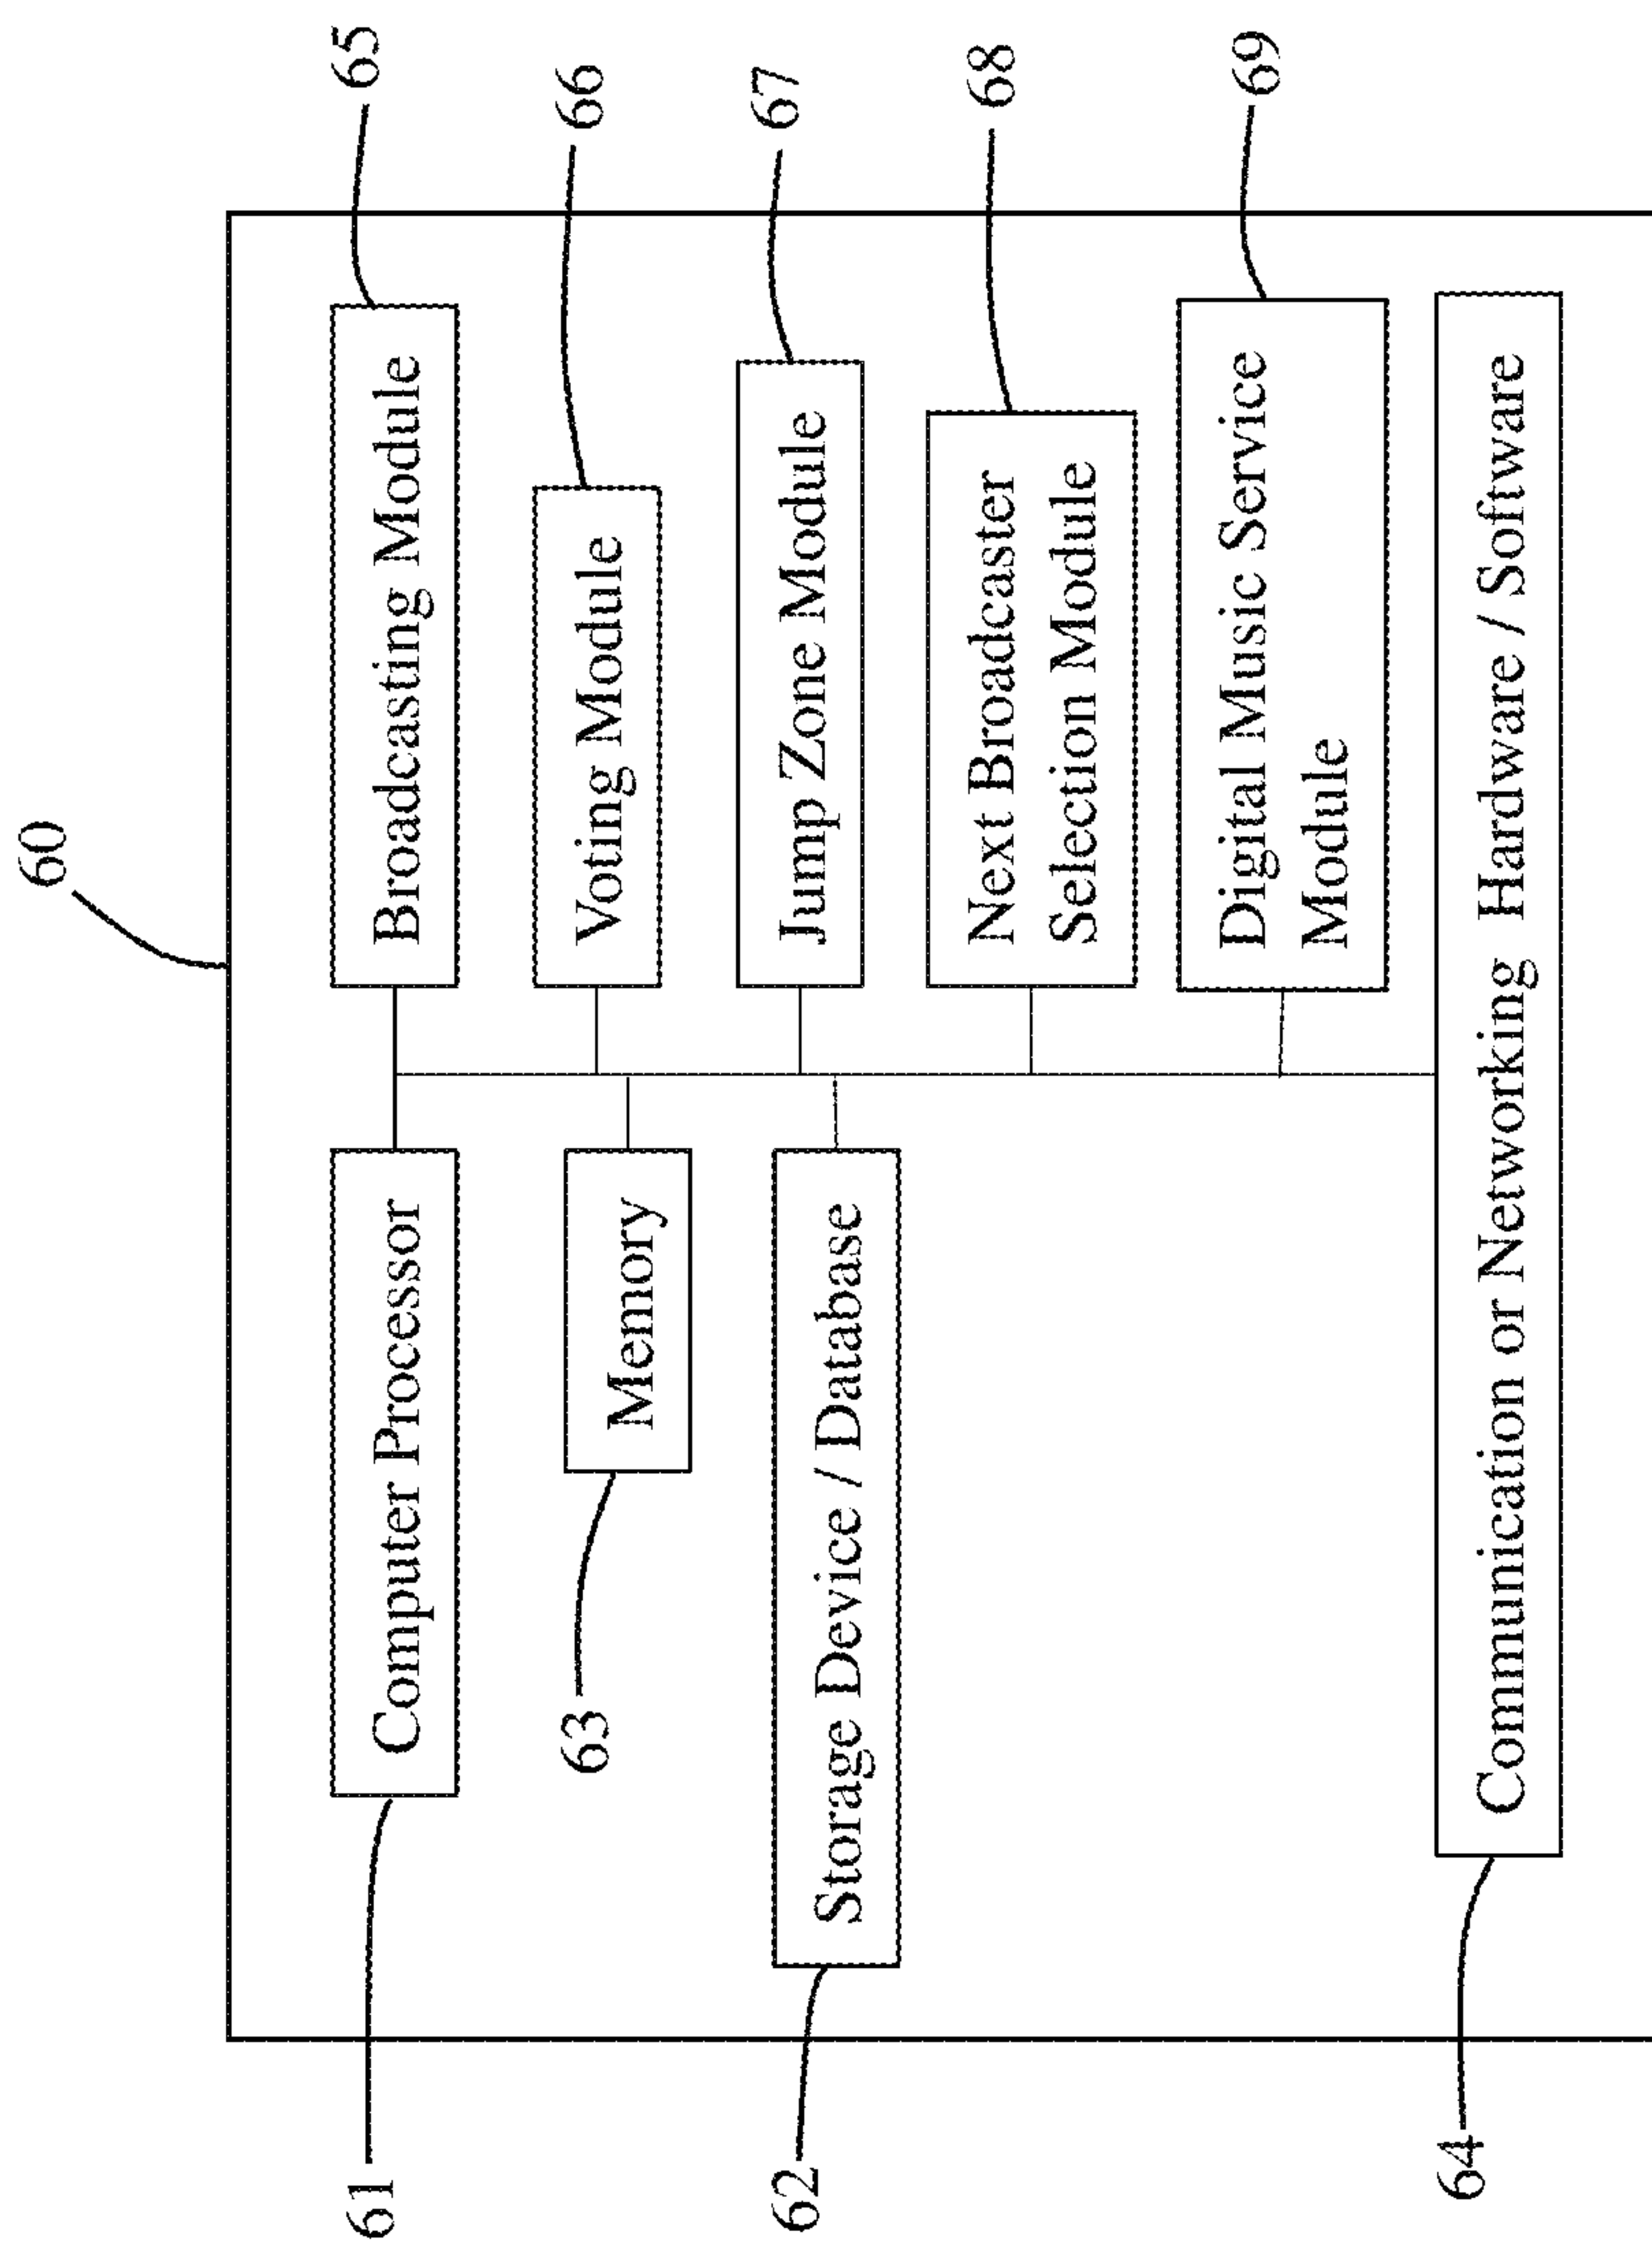 60
61
Computer Processor
Broadcasting Module
65
63
Memory
Voting Module
66
62
Storage Device / Database
Jump Zone Module
67
Next Broadcaster
Selection Module
68
Digital Music Service
Module
69
64
Communication or Networking Hardware / Software